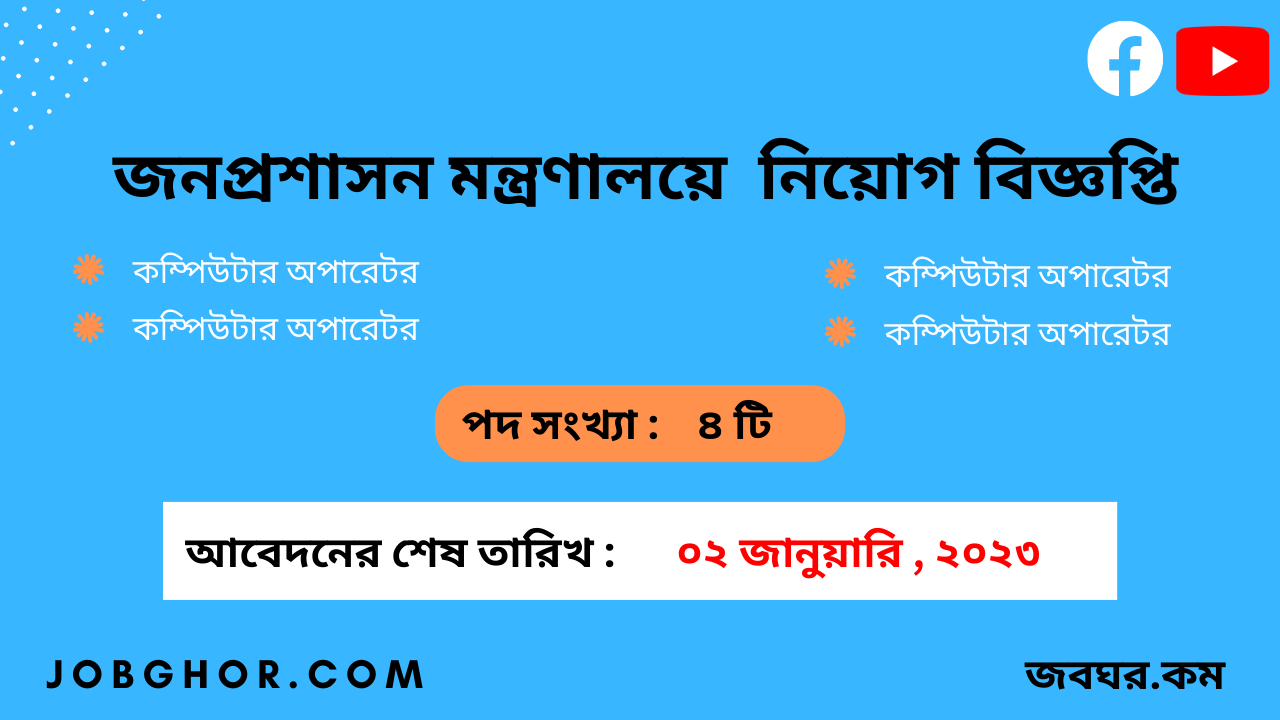 জনপ্রশাসন মন্ত্রণালয়ে নিয়োগ বিজ্ঞপ্তি
কম্পিউটার অপারেটর
কম্পিউটার অপারেটর
কম্পিউটার অপারেটর
কম্পিউটার অপারেটর
পদ সংখ্যা : ৪ টি
আবেদনের শেষ তারিখ : ০২ জানুয়ারি , ২০২৩
JOBGHOR.COM
জবঘর.কম